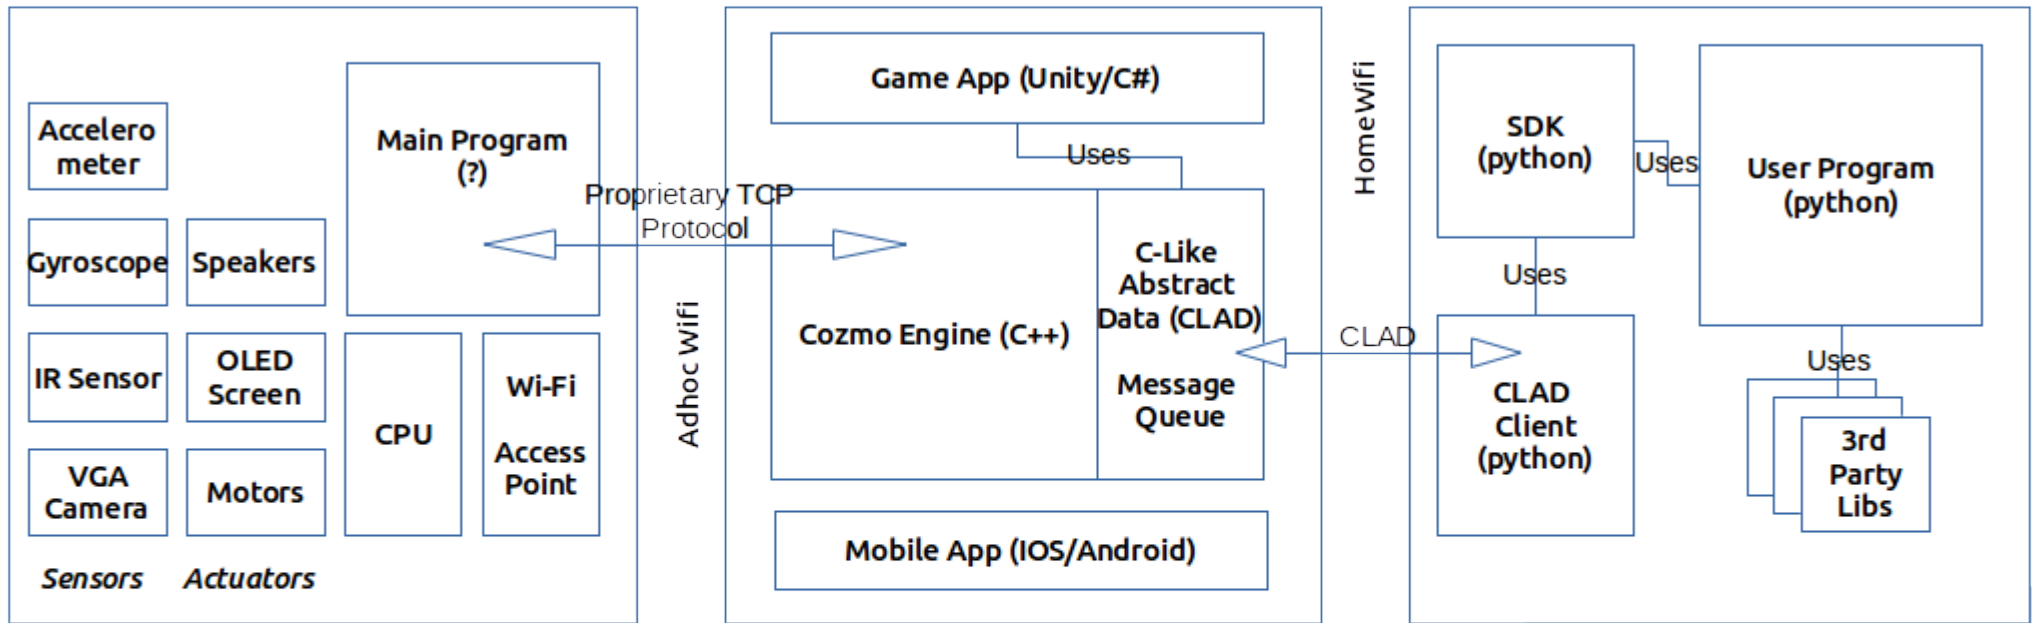 Accelero
meter
Gyroscope
IR Sensor
VGA
Camera
Sensors
Speakers
OLED
Screen
Motors
Actuators
Main Program
(?)
CPU
Wi-Fi
Access
Point
Proprietary TCP
Protocol
Adhoc Wifi
Game App (Unity/C#)
Uses
Cozmo Engine (C++)
C-Like
Abstract
Data (CLAD)
Message
Queue
Mobile App (IOS/Android)
Home Wifi
CLAD
SDK
(python)
Uses
User Program
(python)
Uses
CLAD
Client
(python)
Uses
3rd
Party
Libs